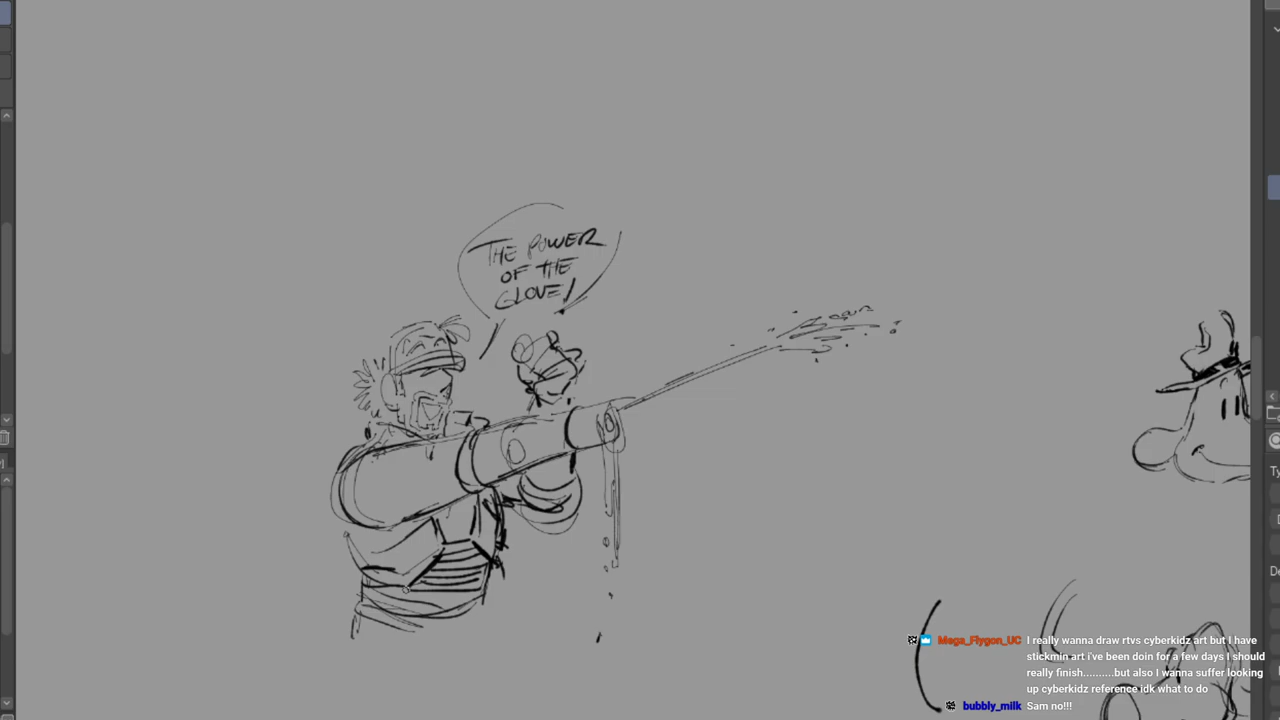 THE POWER
OF THE
GLOVE!
Mega_Flygon_UC I really wanna draw rtvs cyberkidz art but I have
stickmin art i've been doin for a few days I should
really finish..........but also I wanna suffer looking
up cyberkidz reference idk what to do
bubbly_milk Sam no!!!
Ty
De